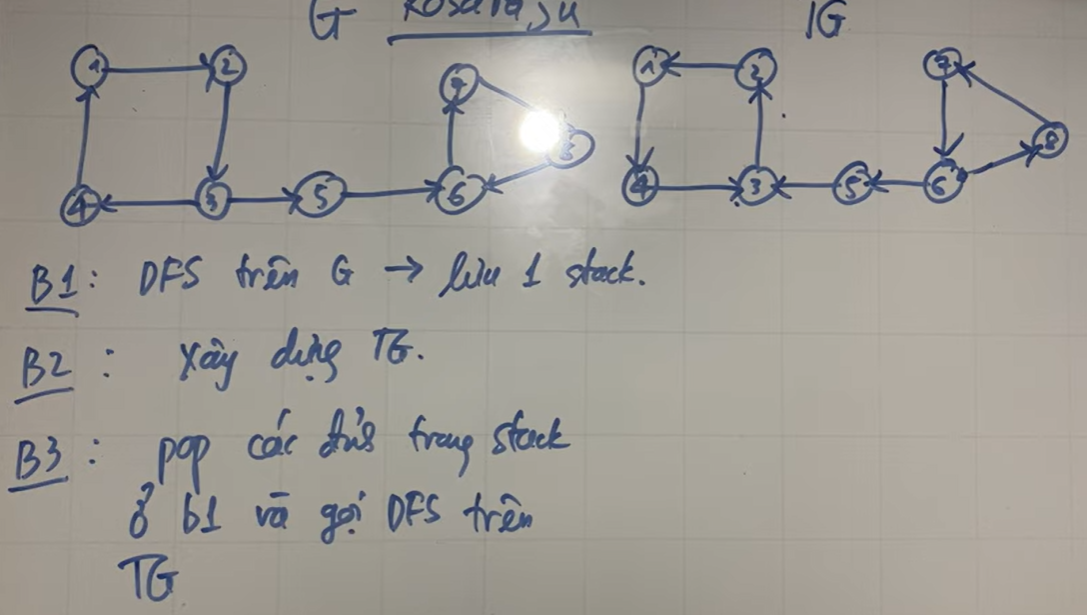 G Kosaraju TG
1 2 7 1 2 7
8 8
4 3 5 6 4 3 5 6
B1: DFS trên G → lưu 1 stack.
B2: xây dựng TG.
B3: pop các đỉnh trong stack
ở b1 và gọi DFS trên
TG